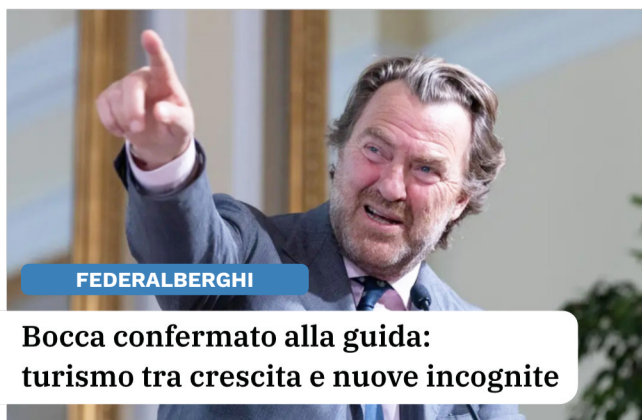 FEDERALBERGHI
Bocca confermato alla guida:
turismo tra crescita e nuove incognite